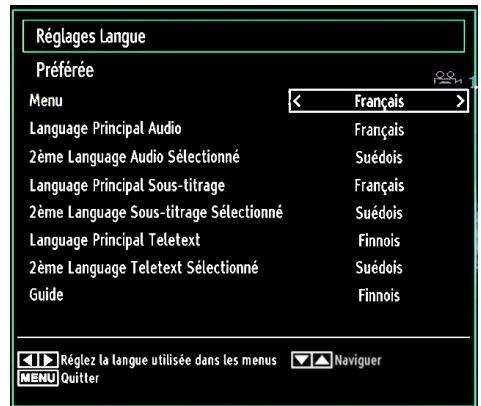 Réglages Langue
Préférée
Menu < Français >
Language Principal Audio Français
2ème Language Audio Sélectionné Suédois
Language Principal Sous-titrage Français
2ème Language Sous-titrage Sélectionné Suédois
Language Principal Teletext Finnois
2ème Language Teletext Sélectionné Suédois
Guide Finnois
Réglez la langue utilisée dans les menus Naviguer
MENU Quitter